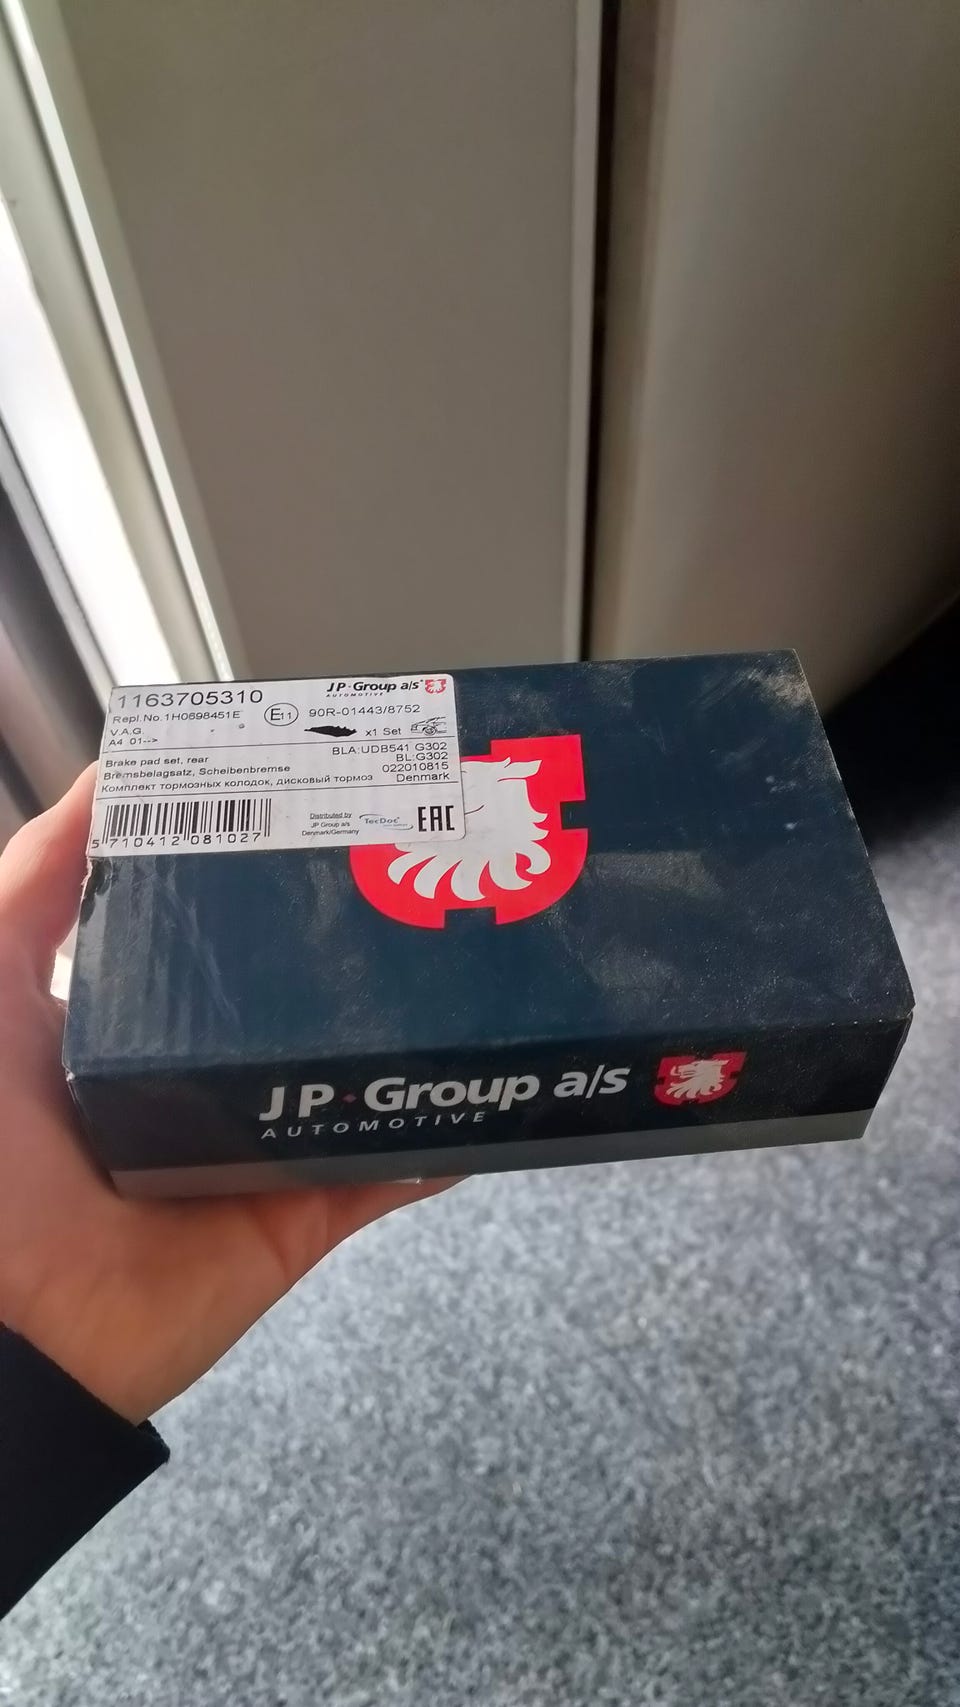 1163705310
JP·Group a/s
AUTOMOTIVE
Repl.No.1H0698451E
E11 90R-01443/8752
V.A.G.
A4 01-->
x1 Set
BLA:UDB541 G302
Brake pad set, rear
BL:G302
Bremsbelagsatz, Scheibenbremse
022010815
Комплект тормозных колодок, дисковый тормоз
Denmark
Distributed by
JP Group a/s
Denmark/Germany
TecDoc
EAC
5 710412 081027
JP·Group a/s
AUTOMOTIVE